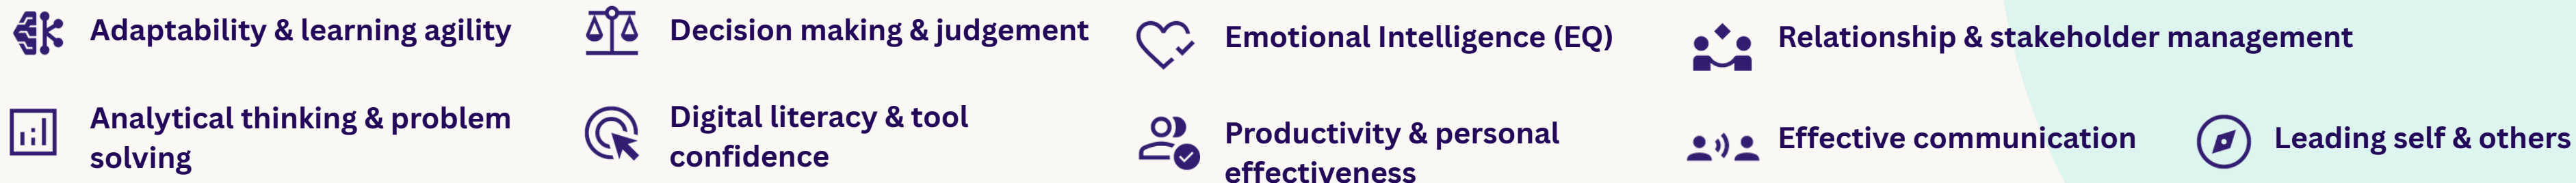 Adaptability & learning agility
Decision making & judgement
Emotional Intelligence (EQ)
Relationship & stakeholder management
Analytical thinking & problem
solving
Digital literacy & tool
confidence
Productivity & personal
effectiveness
Effective communication
Leading self & others